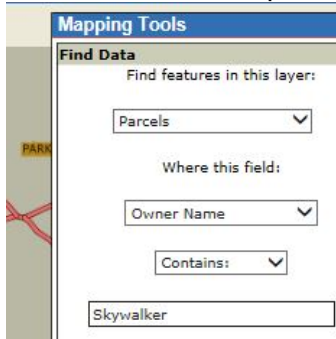 Mapping Tools
Find Data
Find features in this layer:
Parcels
PARK
Where this field:
Owner Name
Contains:
Skywalker